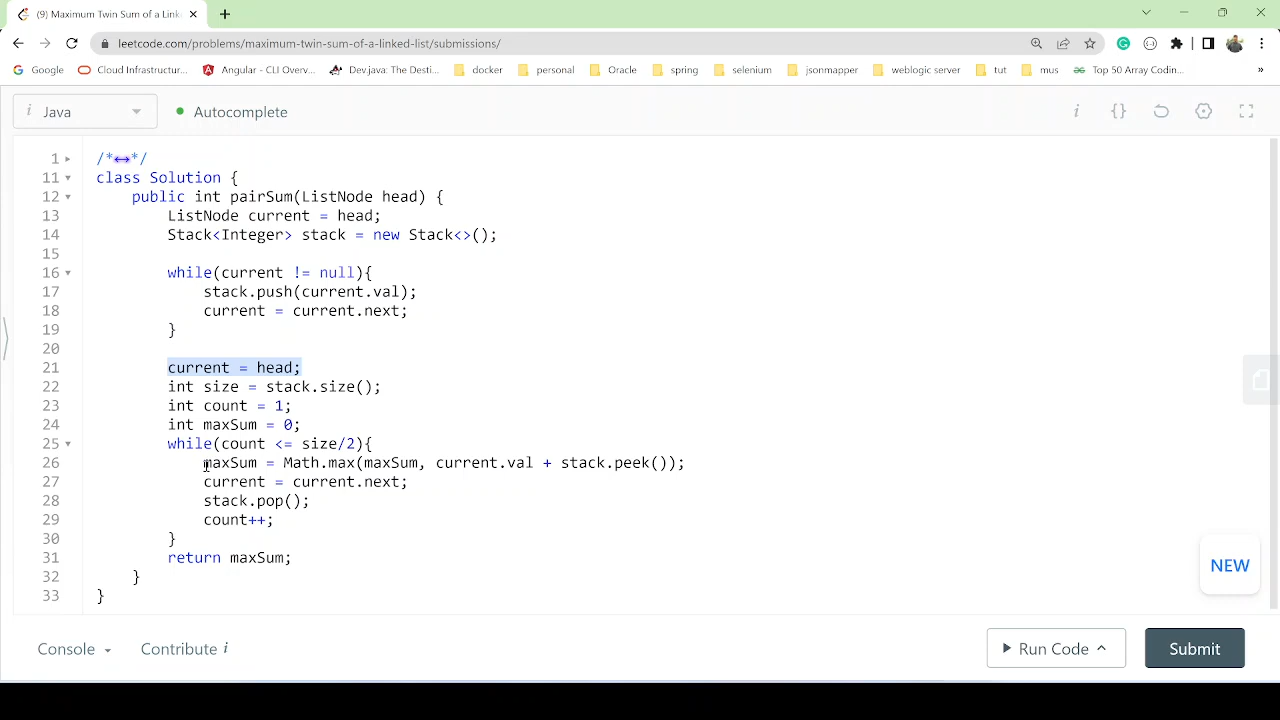 (9) Maximum Twin Sum of a Link
leetcode.com/problems/maximum-twin-sum-of-a-linked-list/submissions/
Google Cloud Infrastructur... Angular - CLI Overv... Dev.java: The Desti... docker personal Oracle spring selenium jsonmapper weblogic server tut mus Top 50 Array Codin... »
i Java Autocomplete i {}
1 /*↔*/
11 class Solution {
12 public int pairSum(ListNode head) {
13 ListNode current = head;
14 Stack<Integer> stack = new Stack<>();
15
16 while(current != null){
17 stack.push(current.val);
18 current = current.next;
19 }
20
21 current = head;
22 int size = stack.size();
23 int count = 1;
24 int maxSum = 0;
25 while(count <= size/2){
26 maxSum = Math.max(maxSum, current.val + stack.peek());
27 current = current.next;
28 stack.pop();
29 count++;
30 }
31 return maxSum;
32 }
33 }
NEW
Console Contribute i Run Code Submit